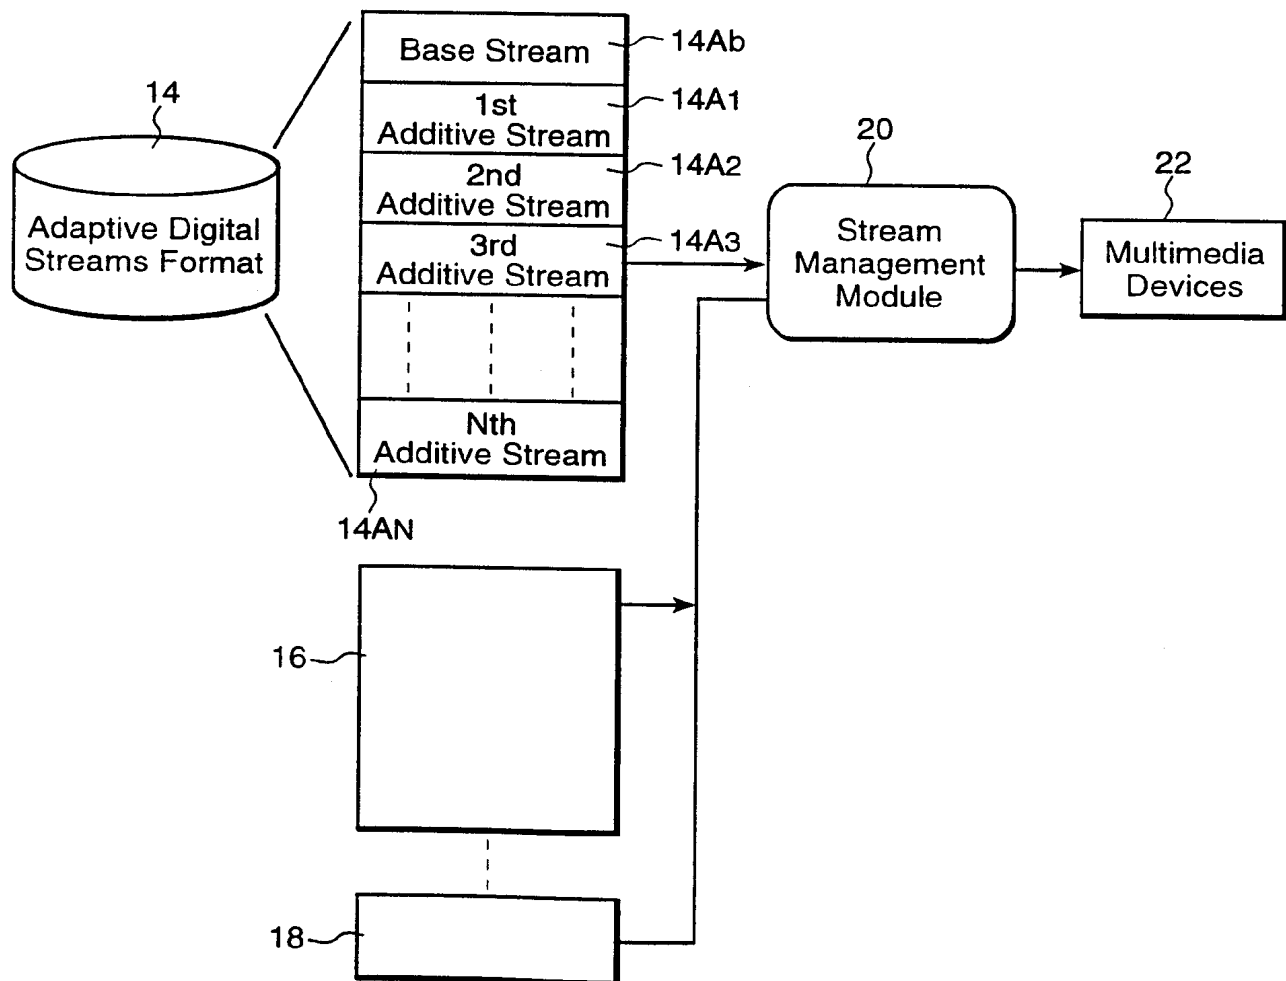 14
Adaptive Digital
Streams Format
Base Stream
14Ab
1st
Additive Stream
14A1
2nd
Additive Stream
14A2
3rd
Additive Stream
14A3
Nth
Additive Stream
14AN
16
18
20
Stream
Management
Module
22
Multimedia
Devices